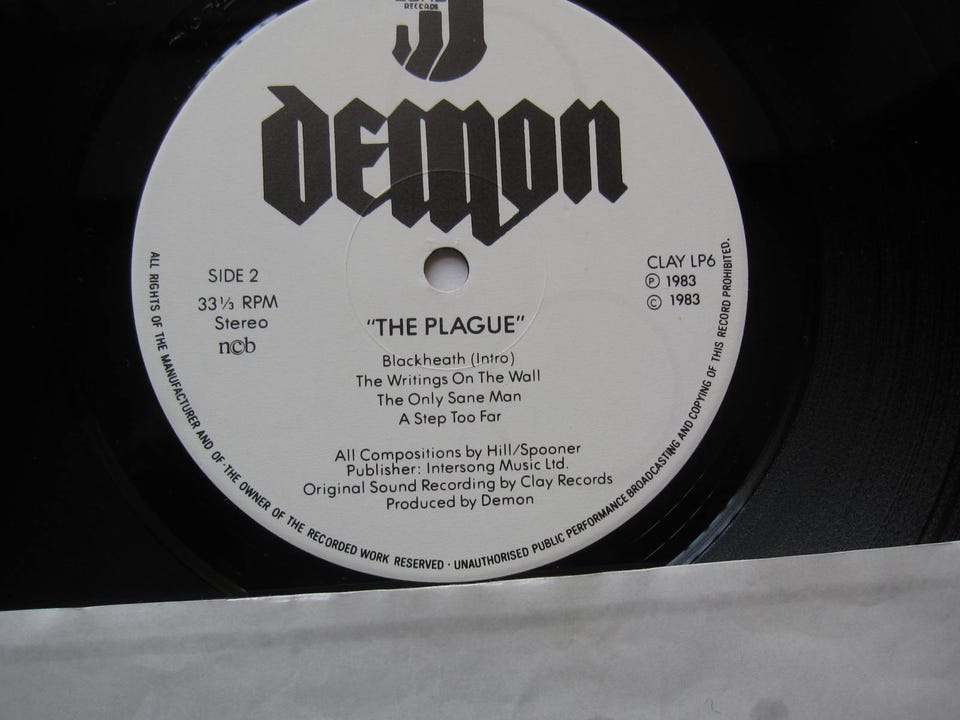 RECORDS
DEMON
SIDE 2
33⅓ RPM
Stereo
ncb
CLAY LP6
Ⓟ 1983
© 1983
"THE PLAGUE"
Blackheath (Intro)
The Writings On The Wall
The Only Sane Man
A Step Too Far
All Compositions by Hill/Spooner
Publisher: Intersong Music Ltd.
Original Sound Recording by Clay Records
Produced by Demon
ALL RIGHTS OF THE MANUFACTURER AND OF·THE OWNER OF THE RECORDED WORK RESERVED · UNAUTHORISED PUBLIC PERFORMANCE BROADCASTING AND COPYING OF THIS RECORD PROHIBITED.